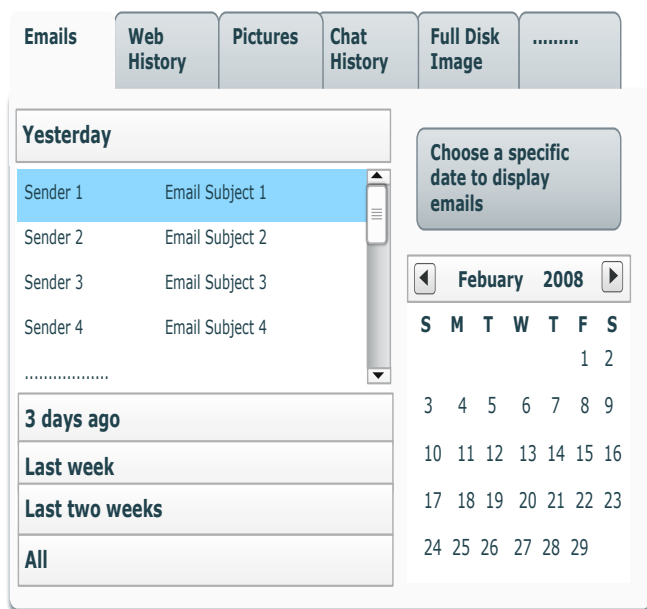 Emails
Web
History
Pictures
Chat
History
Full Disk
Image
.........
Yesterday
Sender 1 Email Subject 1
Sender 2 Email Subject 2
Sender 3 Email Subject 3
Sender 4 Email Subject 4
..................
3 days ago
Last week
Last two weeks
All
Choose a specific
date to display
emails
Febuary 2008
S M T W T F S
1 2
3 4 5 6 7 8 9
10 11 12 13 14 15 16
17 18 19 20 21 22 23
24 25 26 27 28 29